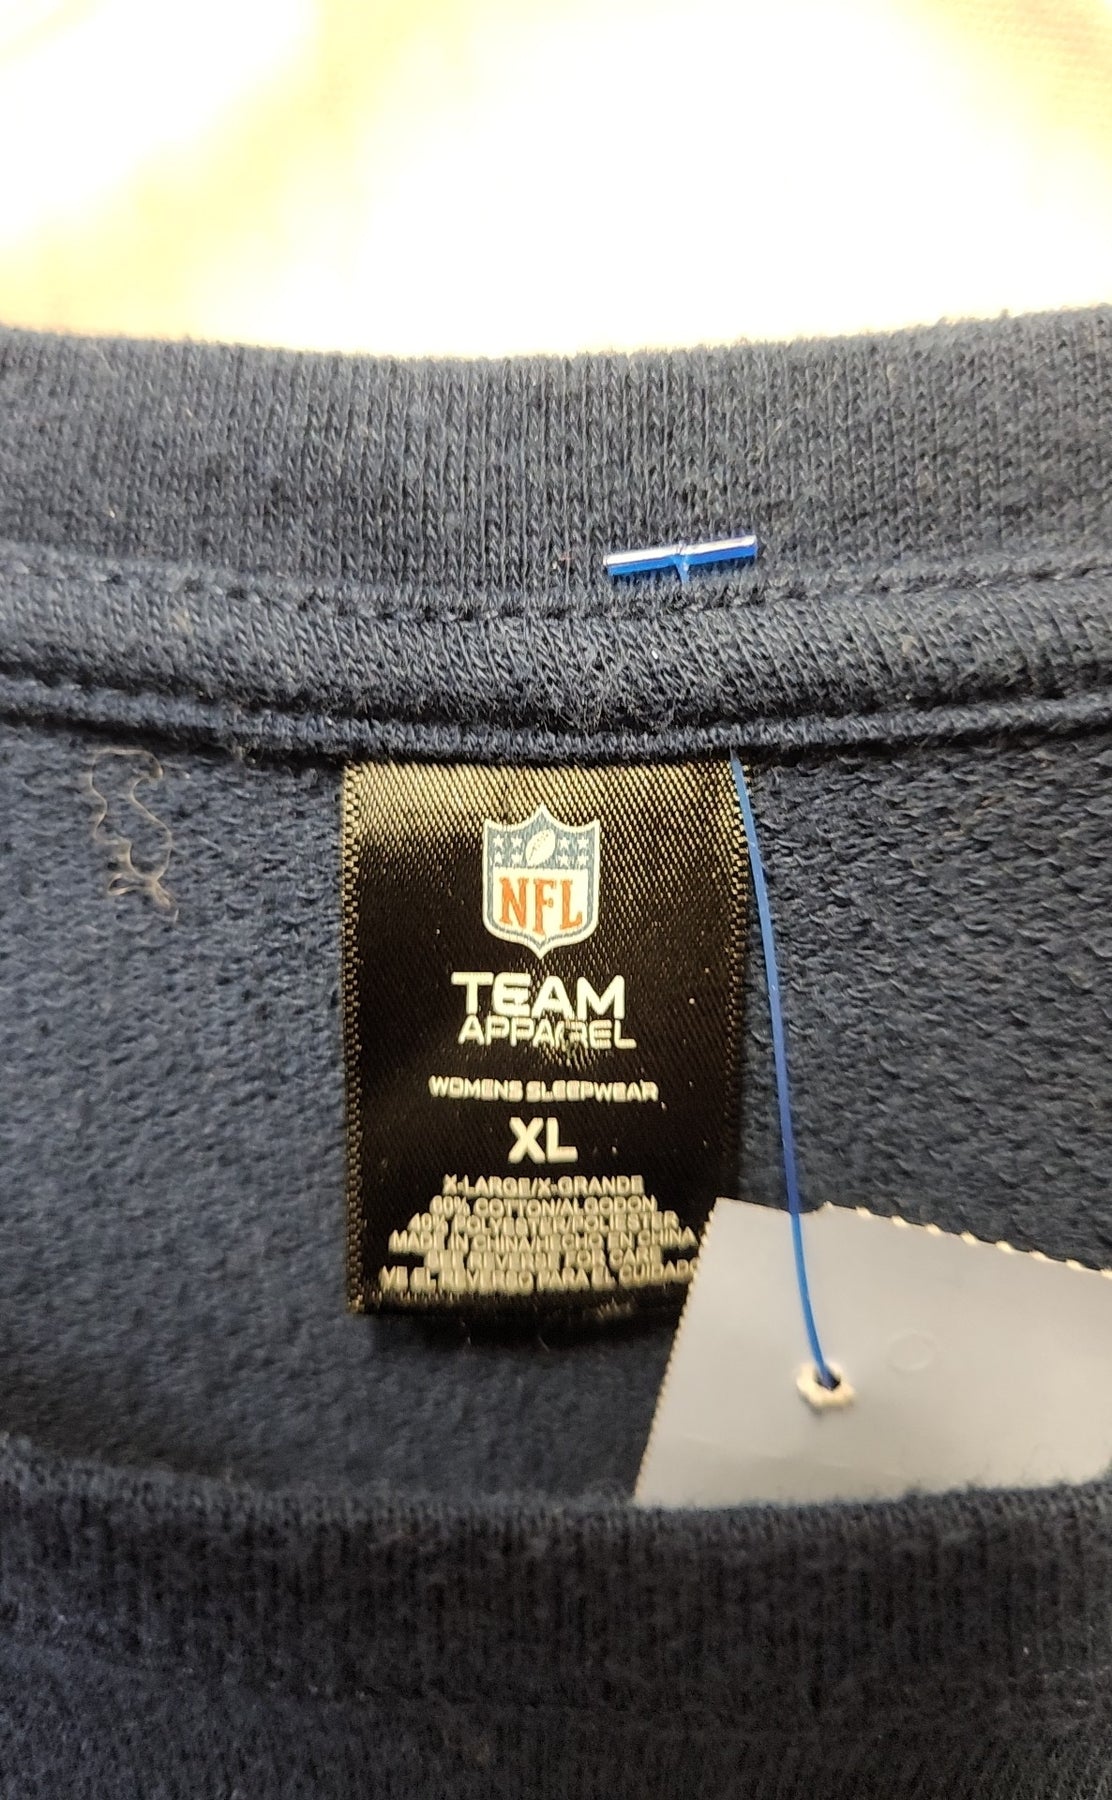 NFL
TEAM
APPAREL
WOMENS SLEEPWEAR
XL
X-LARGE/X-GRANDE
60% COTTON/ALGODON
40% POLYESTER/POLIESTER
MADE IN CHINA/HECHO EN CHINA
SEE REVERSE FOR CARE
VE EL REVERSO PARA EL CUIDADO